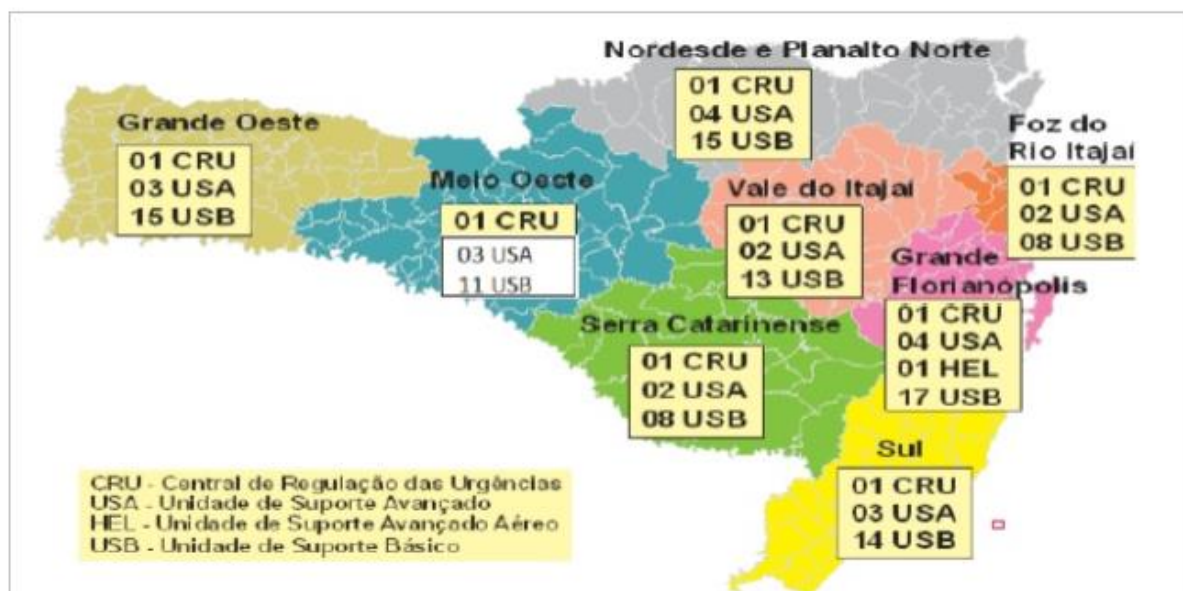 Nordesde e Planalto Norte
01 CRU
04 USA
15 USB
Grande Oeste
01 CRU
03 USA
15 USB
Meio Oeste
01 CRU
03 USA
11 USB
Vale do Itajaí
01 CRU
02 USA
13 USB
Foz do
Rio Itajaí
01 CRU
02 USA
08 USB
Grande
Florianópolis
01 CRU
04 USA
01 HEL
17 USB
Serra Catarinense
01 CRU
02 USA
08 USB
Sul
01 CRU
03 USA
14 USB
CRU - Central de Regulação das Urgências
USA - Unidade de Suporte Avançado
HEL - Unidade de Suporte Avançado Aéreo
USB - Unidade de Suporte Básico